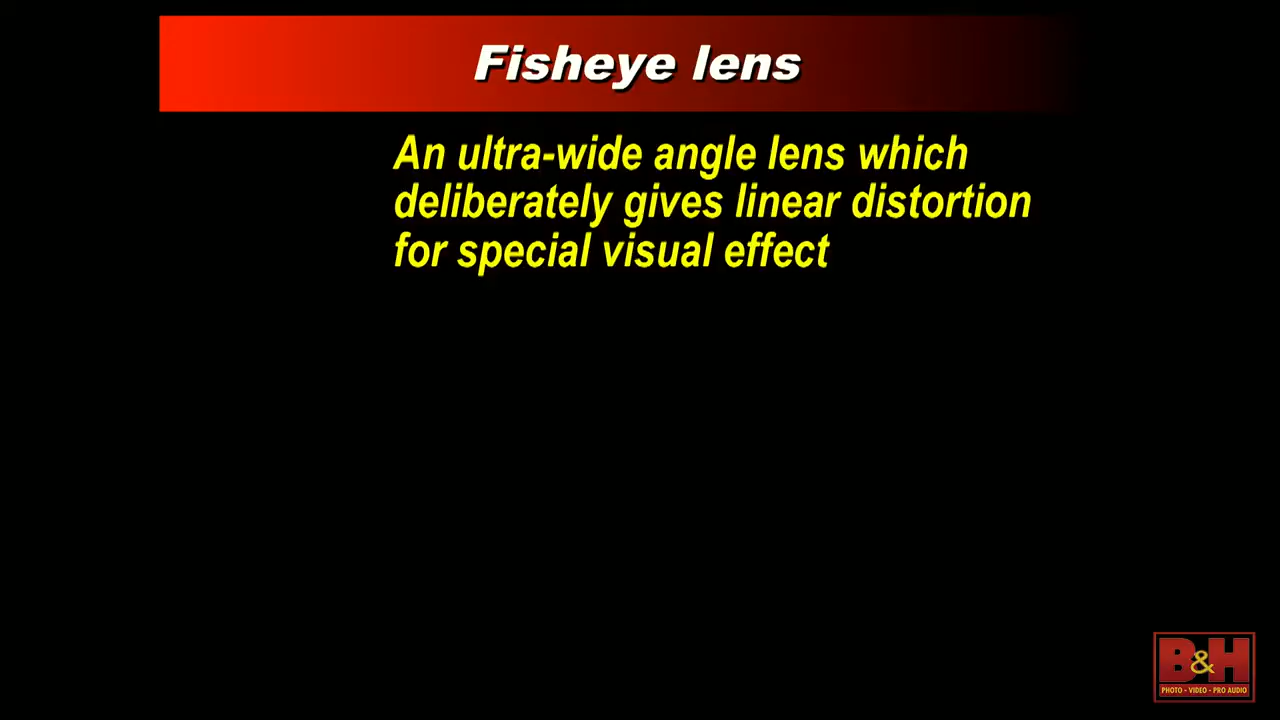 Fisheye lens
An ultra-wide angle lens which
deliberately gives linear distortion
for special visual effect
B&H
PHOTO - VIDEO - PRO AUDIO